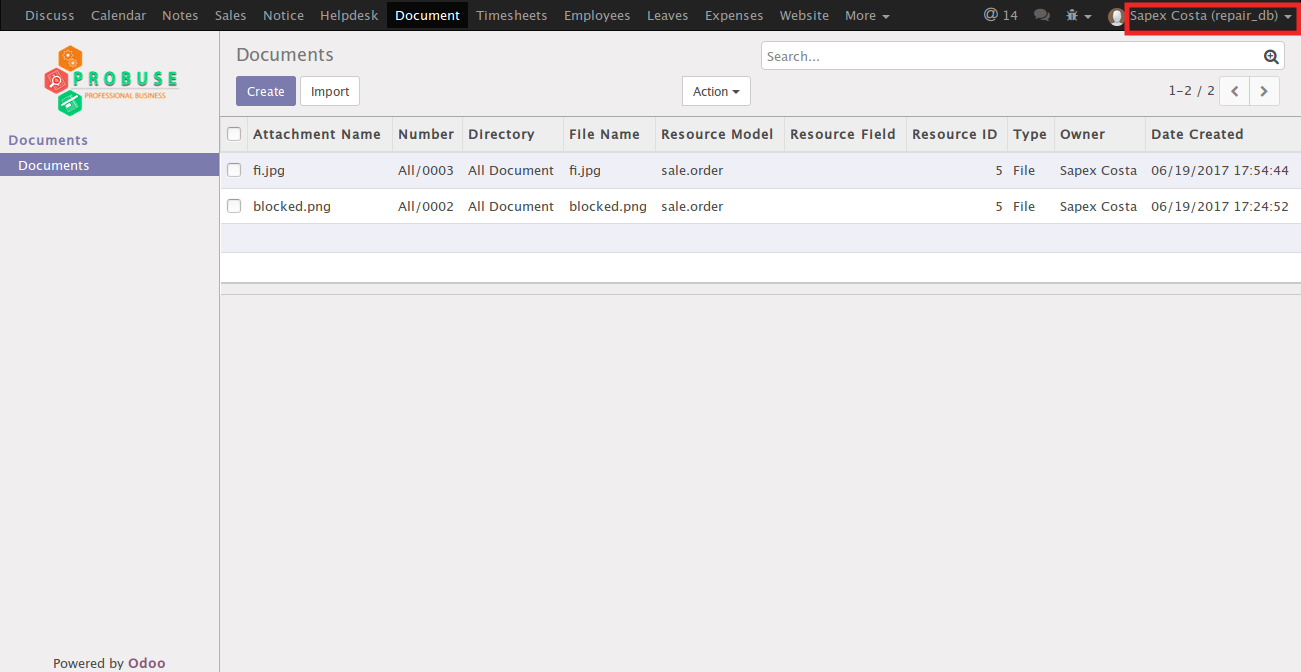 Discuss Calendar Notes Sales Notice Helpdesk Document Timesheets Employees Leaves Expenses Website More @ 14 Sapex Costa (repair_db)
PROBUSE
PROFESSIONAL BUSINESS
Documents
Documents
Powered by Odoo
Documents
Search...
Create Import Action 1-2 / 2
Attachment Name Number Directory File Name Resource Model Resource Field Resource ID Type Owner Date Created
fi.jpg All/0003 All Document fi.jpg sale.order 5 File Sapex Costa 06/19/2017 17:54:44
blocked.png All/0002 All Document blocked.png sale.order 5 File Sapex Costa 06/19/2017 17:24:52